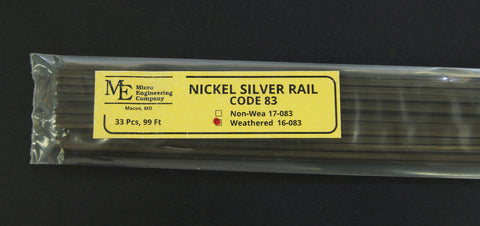 ME Micro
Engineering
Company
Macon, MO
33 Pcs, 99 Ft
NICKEL SILVER RAIL
CODE 83
Non-Wea 17-083
Weathered 16-083